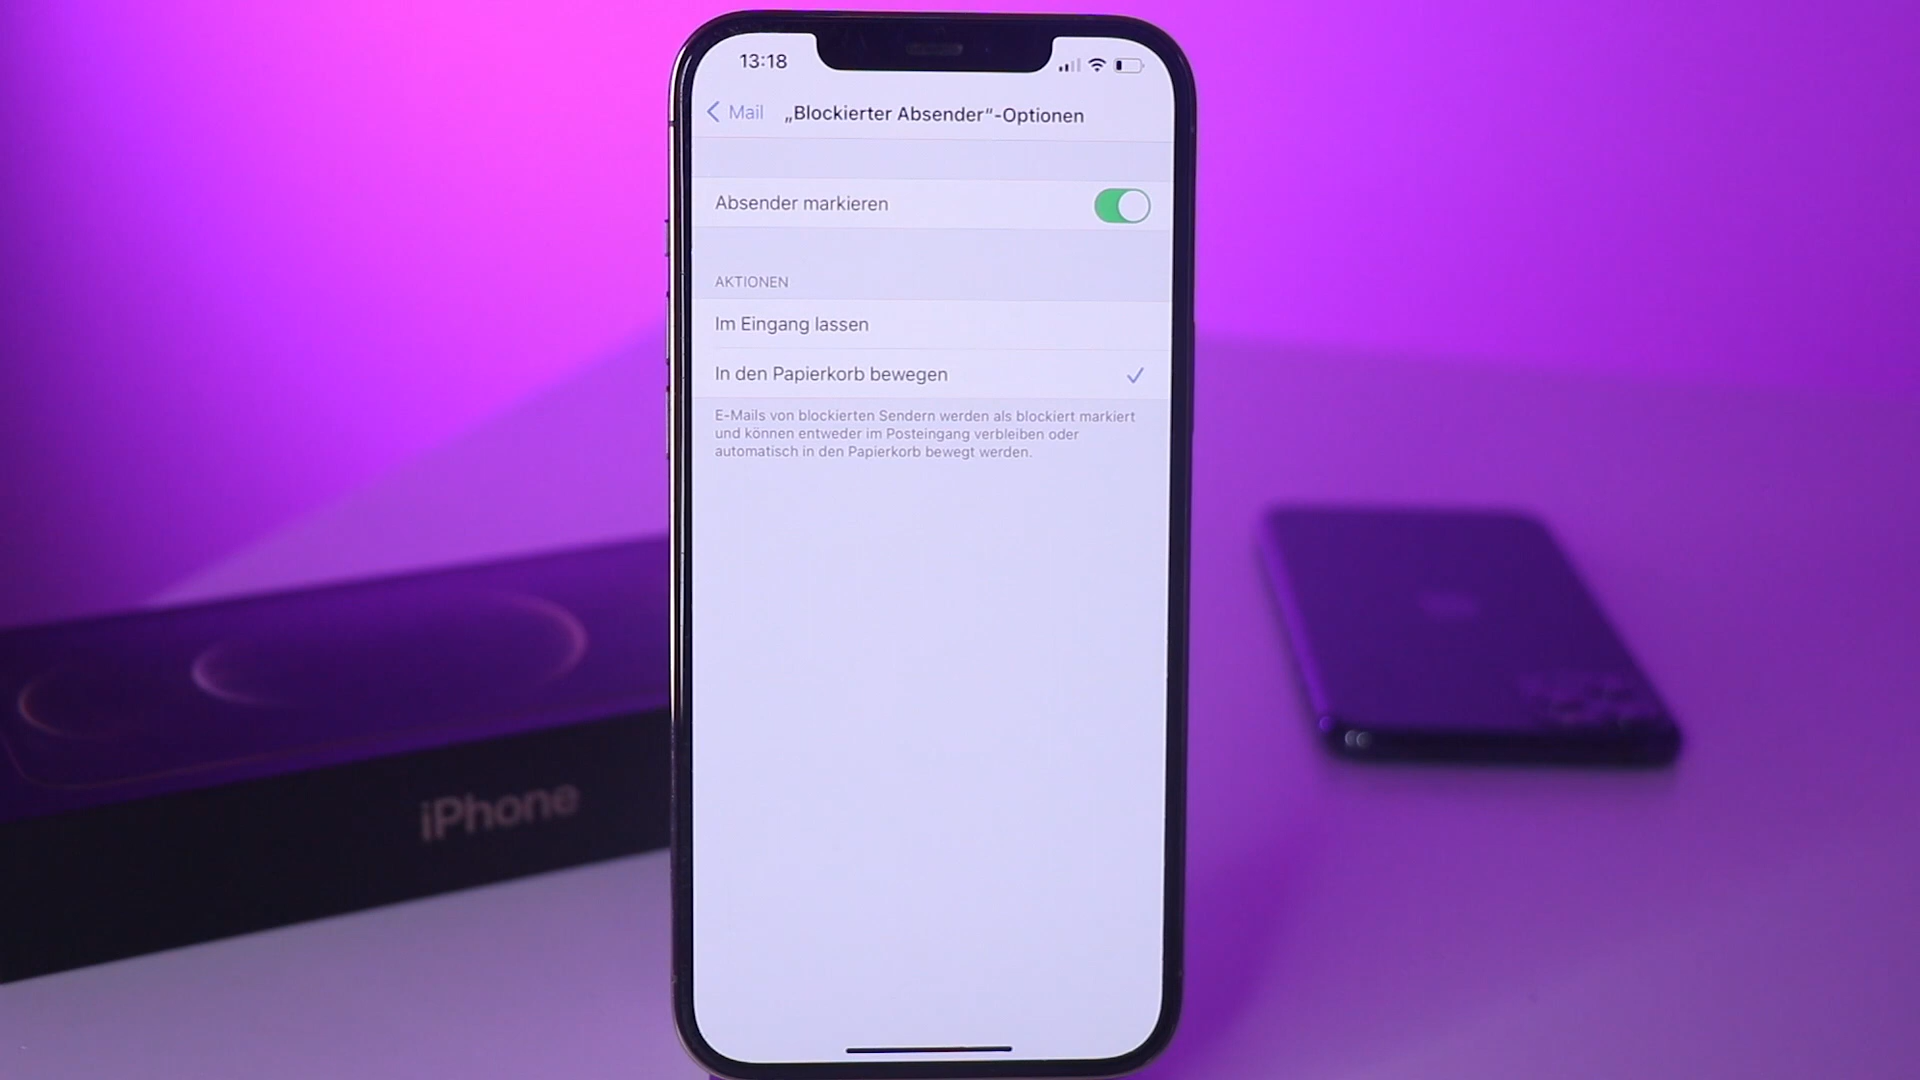 13:18
Mail
„Blockierter Absender“-Optionen
Absender markieren
AKTIONEN
Im Eingang lassen
In den Papierkorb bewegen
E-Mails von blockierten Sendern werden als blockiert markiert
und können entweder im Posteingang verbleiben oder
automatisch in den Papierkorb bewegt werden.
iPhone